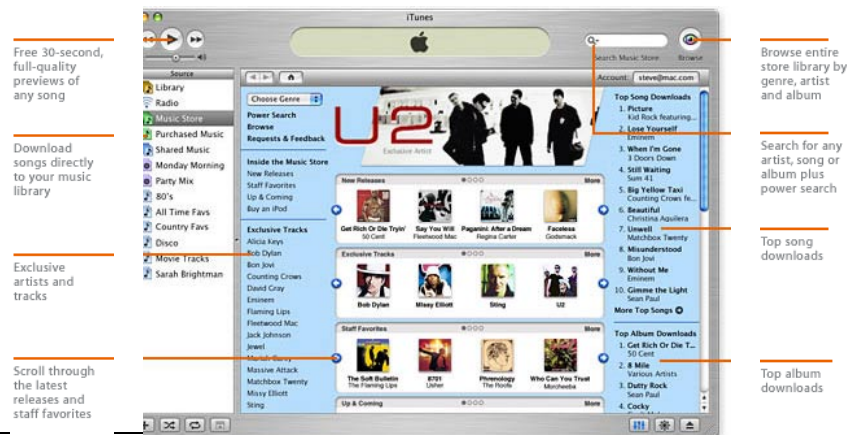 iTunes
Free 30-second,
full-quality
previews of
any song
Download
songs directly
to your music
library
Exclusive
artists and
tracks
Scroll through
the latest
releases and
staff favorites
Search Music Store
Browse
Source
Library
Radio
Music Store
Purchased Music
Shared Music
Monday Morning
Party Mix
80's
All Time Favs
Country Favs
Disco
Movie Tracks
Sarah Brightman
Account: steve@mac.com
Choose Genre
Power Search
Browse
Requests & Feedback
Inside the Music Store
New Releases
Staff Favorites
Up & Coming
Buy an iPod
Exclusive Tracks
Alicia Keys
Bob Dylan
Bon Jovi
Counting Crows
David Gray
Eminem
Flaming Lips
Fleetwood Mac
Jack Johnson
Jewel
Mariah Carey
Massive Attack
Matchbox Twenty
Missy Elliott
Sting
U2
Exclusive Artist
New Releases
More
Get Rich Or Die Tryin'
50 Cent
Say You Will
Fleetwood Mac
Paganini: After a Dream
Regina Carter
Faceless
Godsmack
Exclusive Tracks
More
Bob Dylan
Missy Elliott
Sting
U2
Staff Favorites
More
The Soft Bulletin
The Flaming Lips
8701
Usher
Phrenology
The Roots
Who Can You Trust
Morcheeba
Up & Coming
More
Top Song Downloads
1. Picture
Kid Rock featuring...
2. Lose Yourself
Eminem
3. When I'm Gone
3 Doors Down
4. Still Waiting
Sum 41
5. Big Yellow Taxi
Counting Crows fe...
6. Beautiful
Christina Aguilera
7. Unwell
Matchbox Twenty
8. Misunderstood
Bon Jovi
9. Without Me
Eminem
10. Gimme the Light
Sean Paul
More Top Songs
Top Album Downloads
1. Get Rich Or Die T...
50 Cent
2. 8 Mile
Various Artists
3. Dutty Rock
Sean Paul
4. Cocky
Browse entire
store library by
genre, artist
and album
Search for any
artist, song or
album plus
power search
Top song
downloads
Top album
downloads